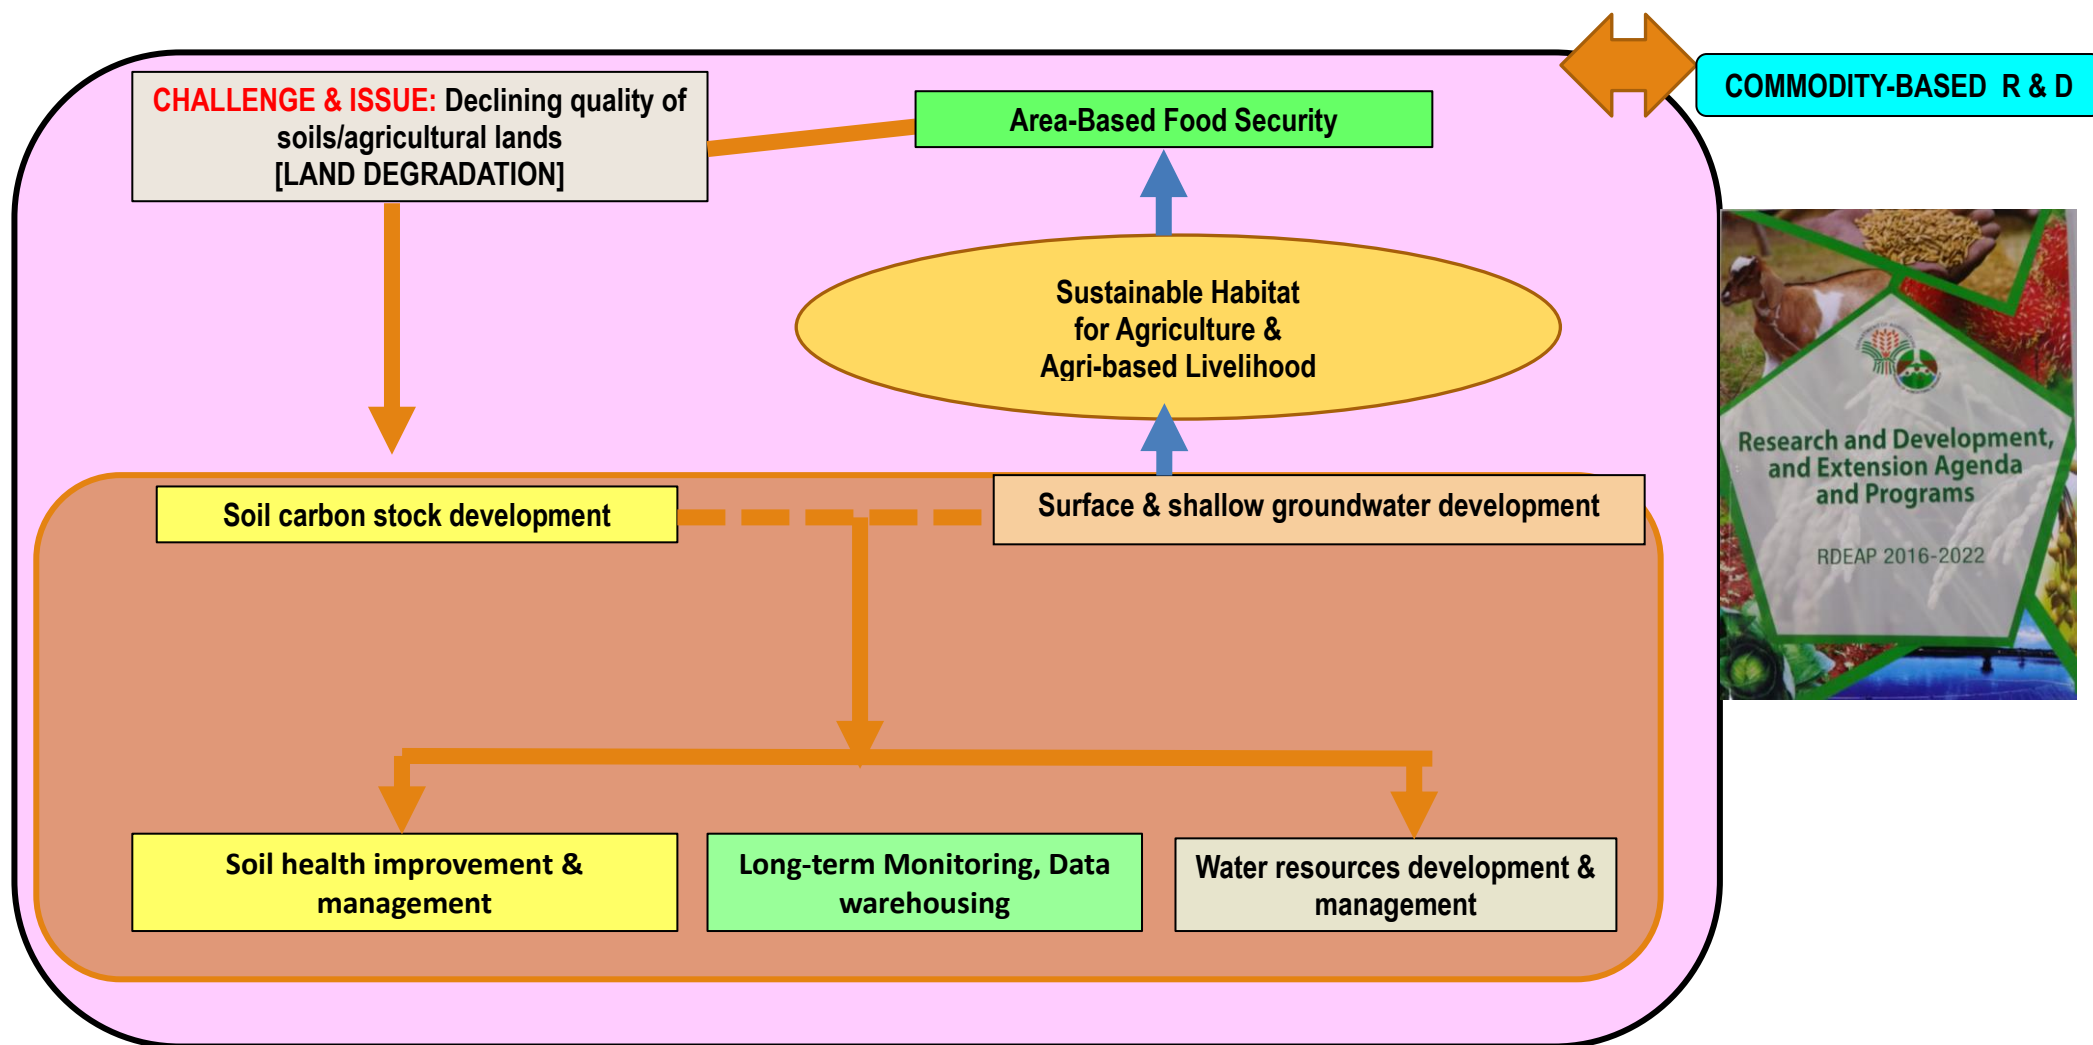 COMMODITY-BASED R & D
CHALLENGE & ISSUE: Declining quality of
soils/agricultural lands
[LAND DEGRADATION]
Area-Based Food Security
Sustainable Habitat
for Agriculture &
Agri-based Livelihood
Research and Development,
and Extension Agenda
and Programs
RDEAP 2016-2022
Soil carbon stock development
Surface & shallow groundwater development
Soil health improvement &
management
Long-term Monitoring, Data
warehousing
Water resources development &
management